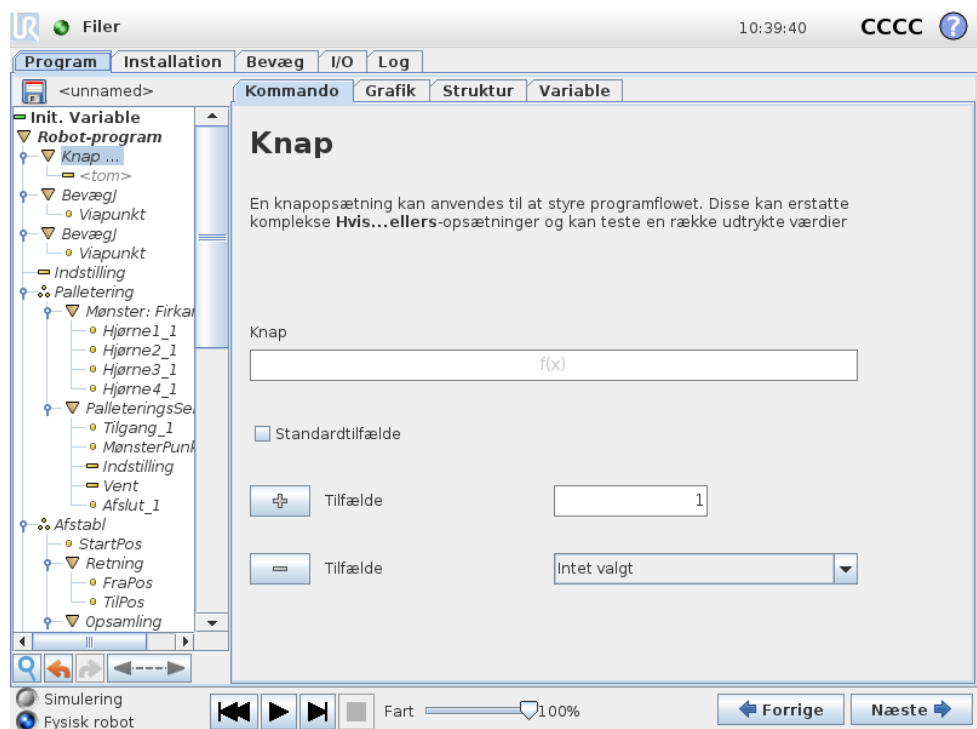 UR Filer 10:39:40 CCCC ?
Program Installation Bevæg I/O Log
<unnamed> Kommando Grafik Struktur Variable
Init. Variable
Robot-program
Knap ...
<tom>
BevægJ
Viapunkt
BevægJ
Viapunkt
Indstilling
Palletering
Mønster: Firkan
Hjørne1_1
Hjørne2_1
Hjørne3_1
Hjørne4_1
PalleteringsSe
Tilgang_1
MønsterPunk
Indstilling
Vent
Afslut_1
Afstabl
StartPos
Retning
FraPos
TilPos
Opsamling
Knap
En knapopsætning kan anvendes til at styre programflowet. Disse kan erstatte
komplekse Hvis...ellers-opsætninger og kan teste en række udtrykte værdier
Knap
f(x)
Standardtilfælde
Tilfælde 1
Tilfælde Intet valgt
Simulering
Fysisk robot
Fart 100%
Forrige Næste